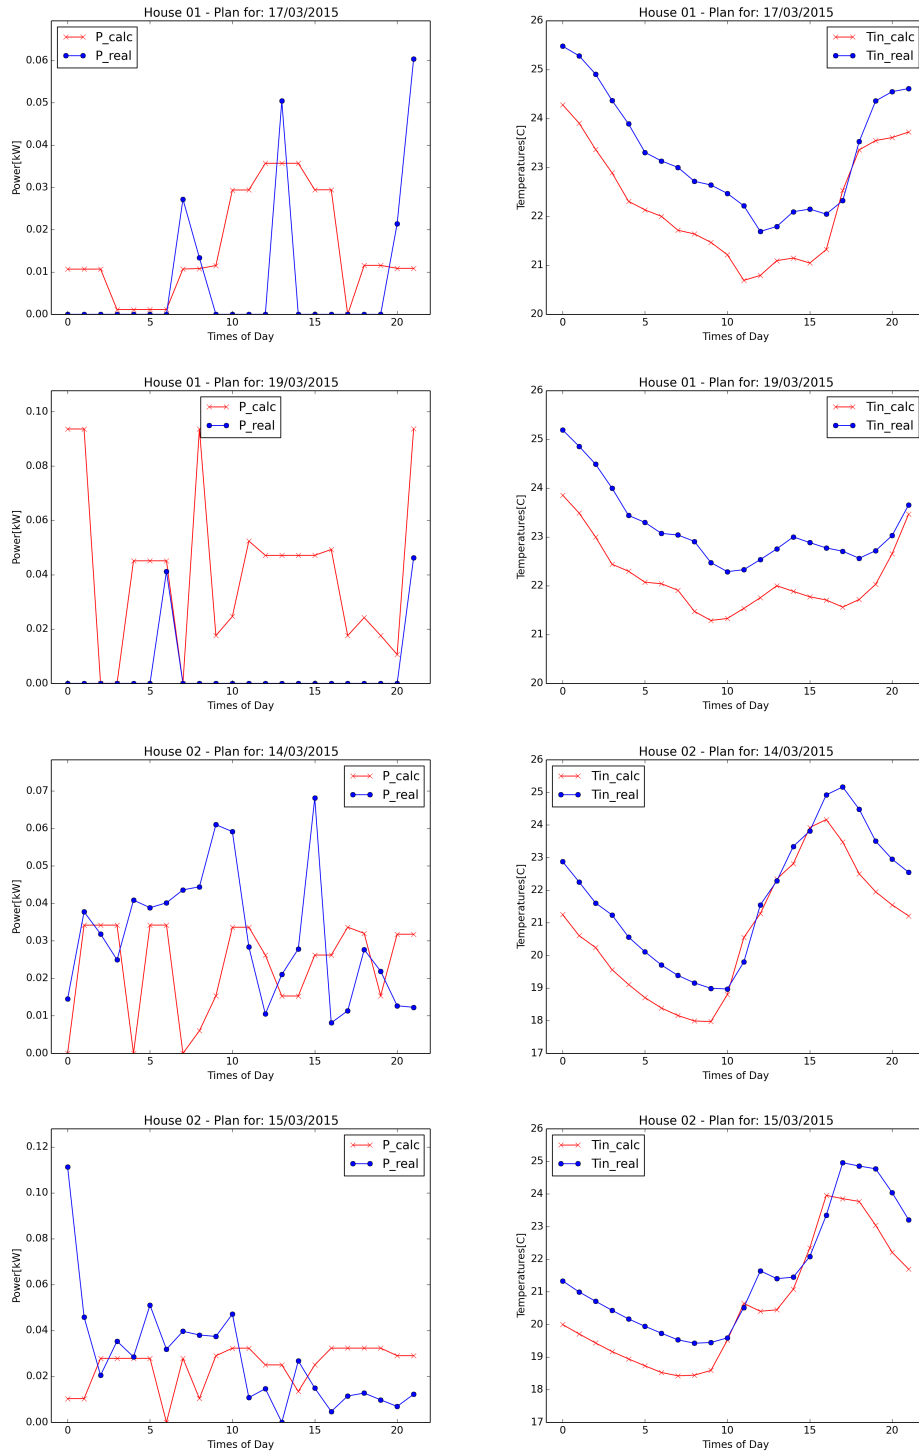 House 01 - Plan for: 17/03/2015
P_calc
P_real
Power[kW]
0.06
0.05
0.04
0.03
0.02
0.01
0.00
0 5 10 15 20
Times of Day
House 01 - Plan for: 17/03/2015
Tin_calc
Tin_real
Temperatures[C]
26
25
24
23
22
21
20
0 5 10 15 20
Times of Day
House 01 - Plan for: 19/03/2015
P_calc
P_real
Power[kW]
0.10
0.08
0.06
0.04
0.02
0.00
0 5 10 15 20
Times of Day
House 01 - Plan for: 19/03/2015
Tin_calc
Tin_real
Temperatures[C]
26
25
24
23
22
21
20
0 5 10 15 20
Times of Day
House 02 - Plan for: 14/03/2015
P_calc
P_real
Power[kW]
0.07
0.06
0.05
0.04
0.03
0.02
0.01
0.00
0 5 10 15 20
Times of Day
House 02 - Plan for: 14/03/2015
Tin_calc
Tin_real
Temperatures[C]
26
25
24
23
22
21
20
19
18
17
0 5 10 15 20
Times of Day
House 02 - Plan for: 15/03/2015
P_calc
P_real
Power[kW]
0.12
0.10
0.08
0.06
0.04
0.02
0.00
0 5 10 15 20
Times of Day
House 02 - Plan for: 15/03/2015
Tin_calc
Tin_real
Temperatures[C]
26
25
24
23
22
21
20
19
18
17
0 5 10 15 20
Times of Day